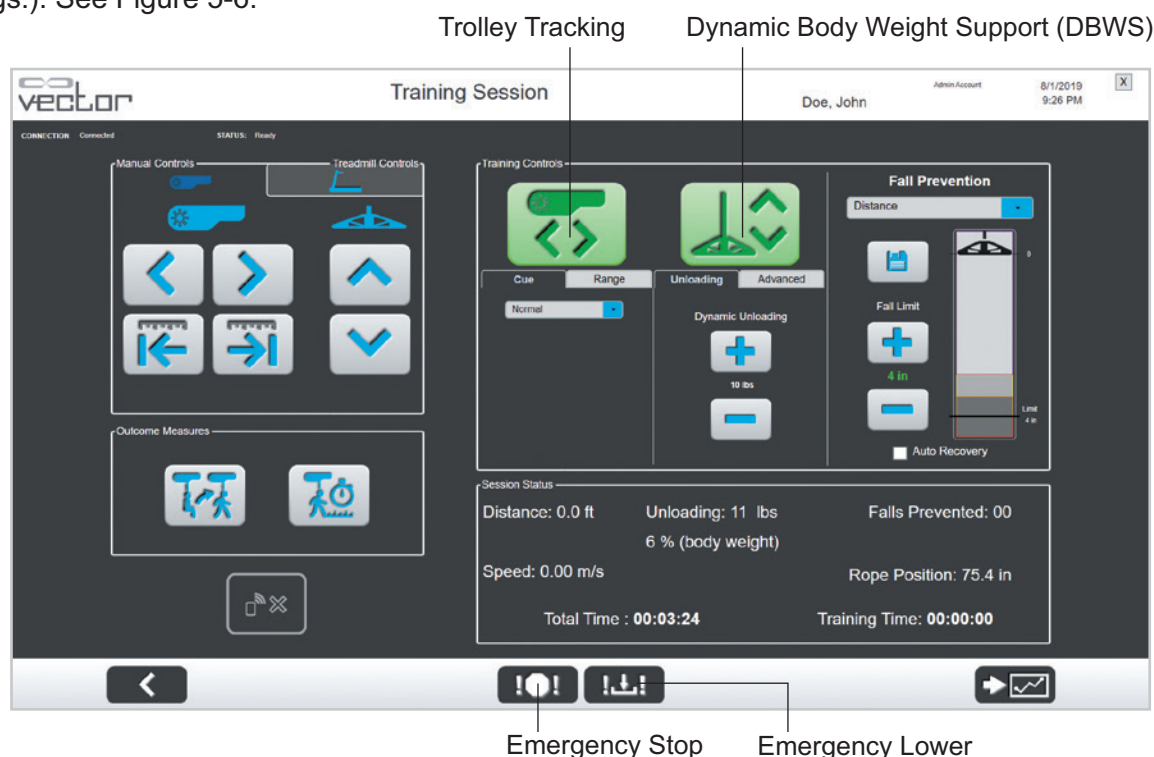 gs.). See Figure 5-6.
Trolley Tracking
Dynamic Body Weight Support (DBWS)
vector
Training Session
Doe, John
Admin Account
8/1/2019
9:26 PM
X
CONNECTION Connected
STATUS: Ready
Manual Controls
Treadmill Controls
Training Controls
Cue
Range
Normal
Unloading
Advanced
Dynamic Unloading
10 lbs
Fall Prevention
Distance
0
Fall Limit
4 in
Limit
4 in
Auto Recovery
Outcome Measures
Session Status
Distance: 0.0 ft
Unloading: 11 lbs
Falls Prevented: 00
6 % (body weight)
Speed: 0.00 m/s
Rope Position: 75.4 in
Total Time : 00:03:24
Training Time: 00:00:00
! !
! !
Emergency Stop
Emergency Lower